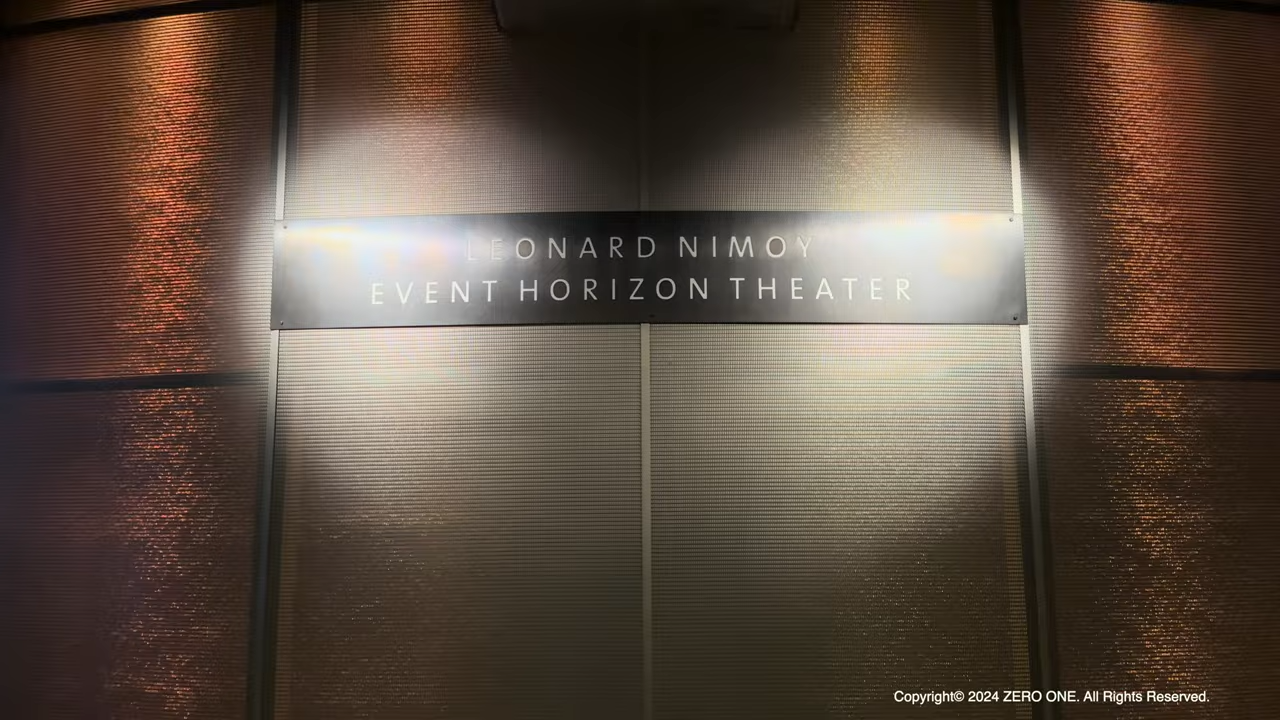 LEONARD NIMOY
EVENT HORIZON THEATER
Copyright© 2024 ZERO ONE. All Rights Reserved.